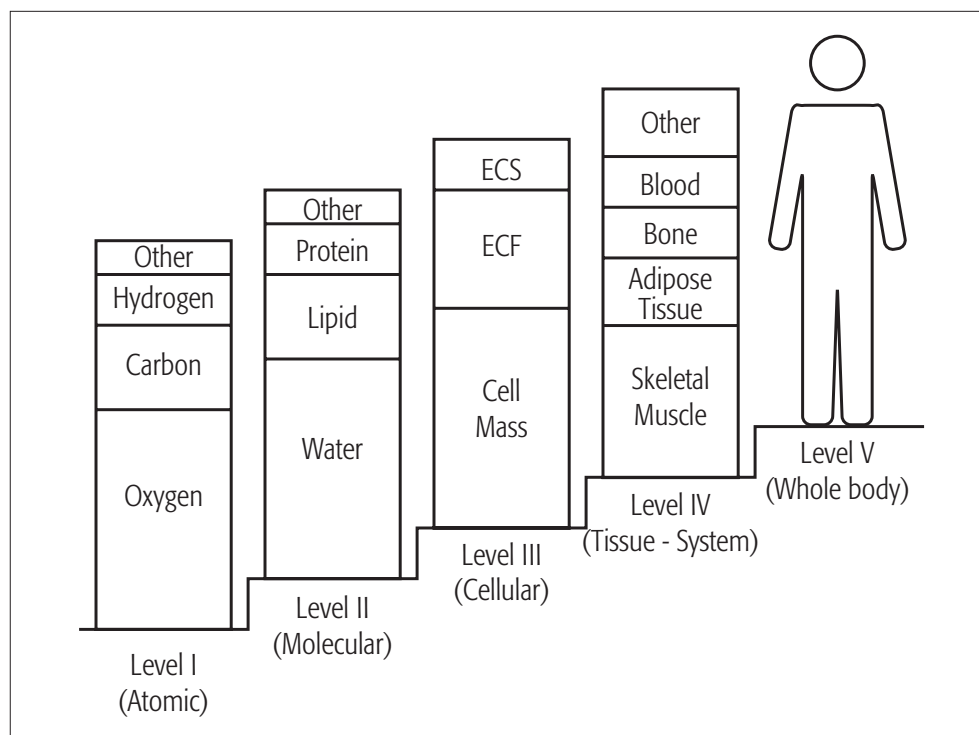 Other
Hydrogen
Carbon
Oxygen
Level I
(Atomic)
Other
Protein
Lipid
Water
Level II
(Molecular)
ECS
ECF
Cell
Mass
Level III
(Cellular)
Other
Blood
Bone
Adipose
Tissue
Skeletal
Muscle
Level IV
(Tissue - System)
Level V
(Whole body)